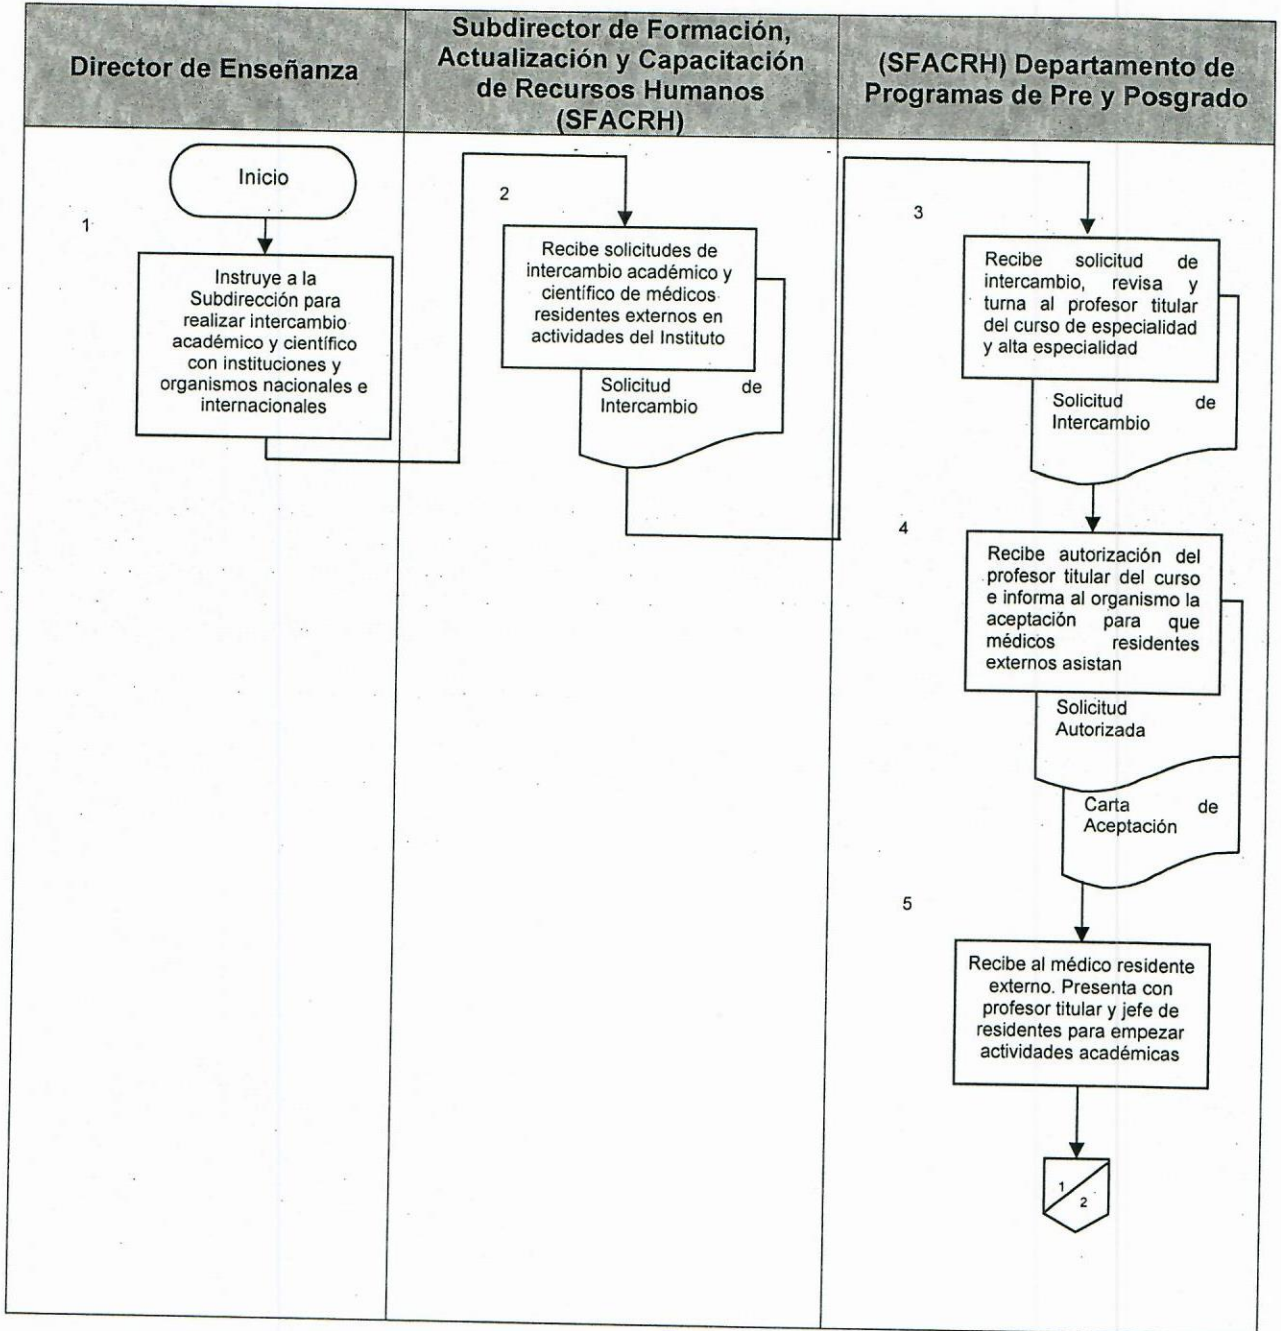 Director de Enseñanza
Subdirector de Formación,
Actualización y Capacitación
de Recursos Humanos
(SFACRH)
(SFACRH) Departamento de
Programas de Pre y Posgrado
Inicio
1
Instruye a la
Subdirección para
realizar intercambio
académico y científico
con instituciones y
organismos nacionales e
internacionales
2
Recibe solicitudes de
intercambio académico y
científico de médicos
residentes externos en
actividades del Instituto
Solicitud de
Intercambio
3
Recibe solicitud de
intercambio, revisa y
turna al profesor titular
del curso de especialidad
y alta especialidad
Solicitud de
Intercambio
4
Recibe autorización del
profesor titular del curso
e informa al organismo la
aceptación para que
médicos residentes
externos asistan
Solicitud
Autorizada
Carta de
Aceptación
5
Recibe al médico residente
externo. Presenta con
profesor titular y jefe de
residentes para empezar
actividades académicas
1
2